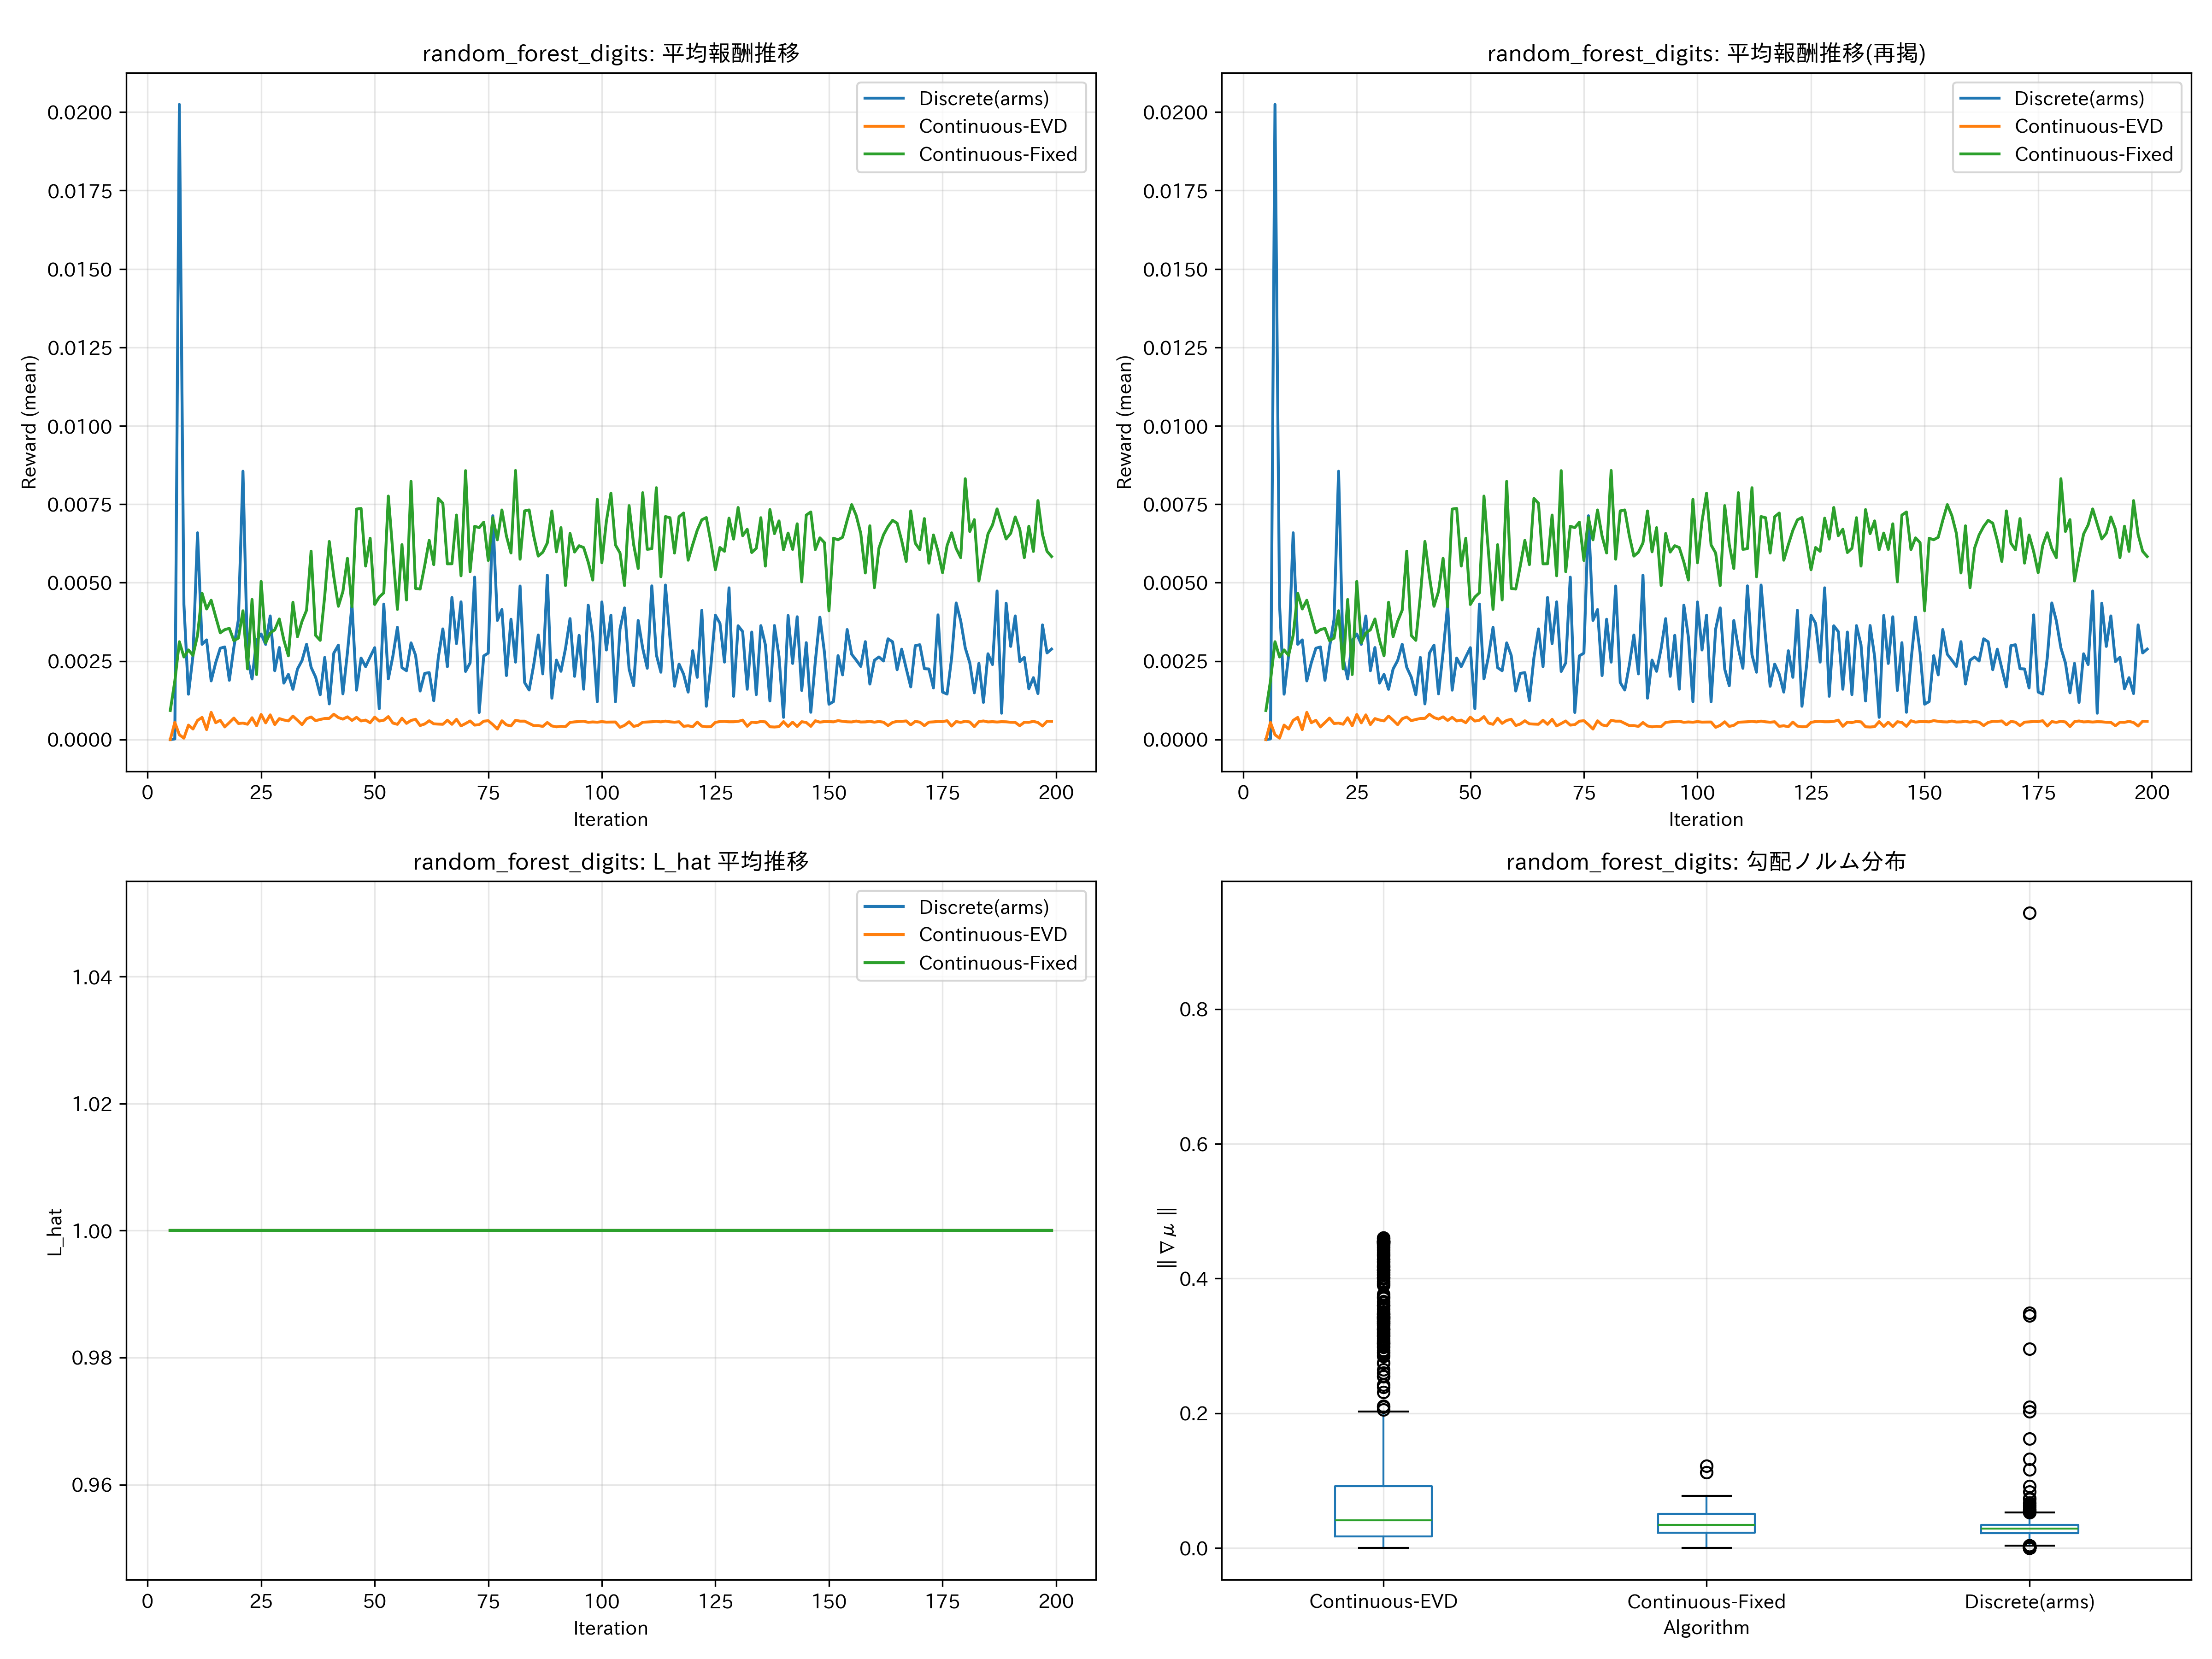 random_forest_digits: 平均報酬推移
Reward (mean)
0.0200
0.0175
0.0150
0.0125
0.0100
0.0075
0.0050
0.0025
0.0000
Discrete(arms)
Continuous-EVD
Continuous-Fixed
0 25 50 75 100 125 150 175 200
Iteration
random_forest_digits: 平均報酬推移(再掲)
Reward (mean)
0.0200
0.0175
0.0150
0.0125
0.0100
0.0075
0.0050
0.0025
0.0000
Discrete(arms)
Continuous-EVD
Continuous-Fixed
0 25 50 75 100 125 150 175 200
Iteration
random_forest_digits: L_hat 平均推移
L_hat
1.04
1.02
1.00
0.98
0.96
Discrete(arms)
Continuous-EVD
Continuous-Fixed
0 25 50 75 100 125 150 175 200
Iteration
random_forest_digits: 勾配ノルム分布
‖∇μ‖
0.8
0.6
0.4
0.2
0.0
Continuous-EVD Continuous-Fixed Discrete(arms)
Algorithm